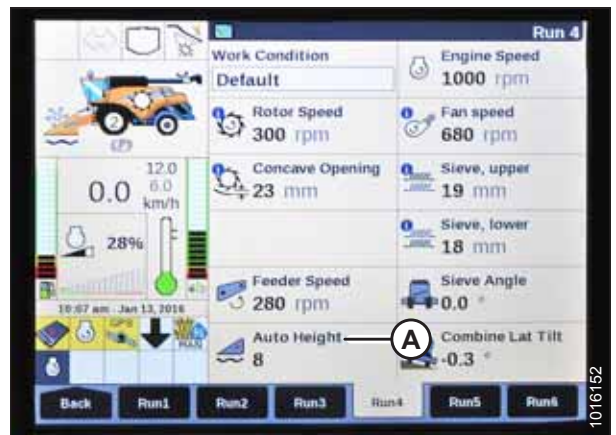 Run 4
Work Condition
Default
Engine Speed
1000 rpm
Rotor Speed
300 rpm
Fan speed
680 rpm
Concave Opening
23 mm
Sieve, upper
19 mm
Sieve, lower
18 mm
Feeder Speed
280 rpm
Sieve Angle
0.0 °
Auto Height
8
A
Combine Lat Tilt
-0.3 °
2
(P)
0.0
12.0
6.0
km/h
28%
10:07 am - Jan 13, 2016
GPS
MAN
Back
Run1
Run2
Run3
Run4
Run5
Run6
1016152